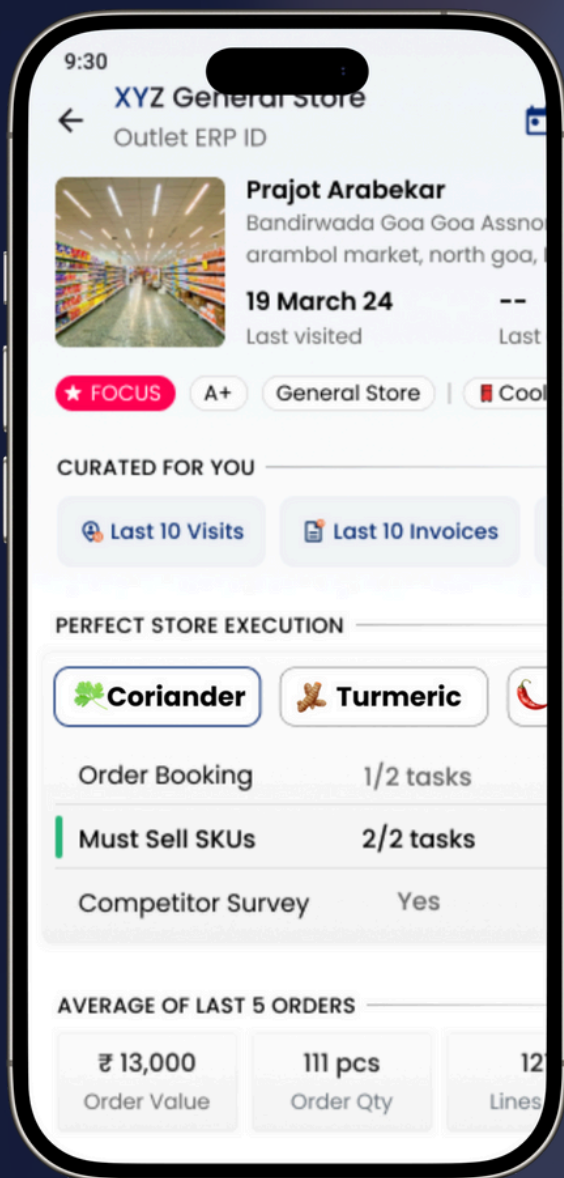 9:30
XYZ General Store
Outlet ERP ID
Prajot Arabekar
Bandirwada Goa Goa Assno
arambol market, north goa,
19 March 24 --
Last visited Last
FOCUS A+ General Store | Cool
CURATED FOR YOU
Last 10 Visits Last 10 Invoices
PERFECT STORE EXECUTION
Coriander Turmeric
Order Booking 1/2 tasks
Must Sell SKUs 2/2 tasks
Competitor Survey Yes
AVERAGE OF LAST 5 ORDERS
₹ 13,000 111 pcs 12
Order Value Order Qty Lines